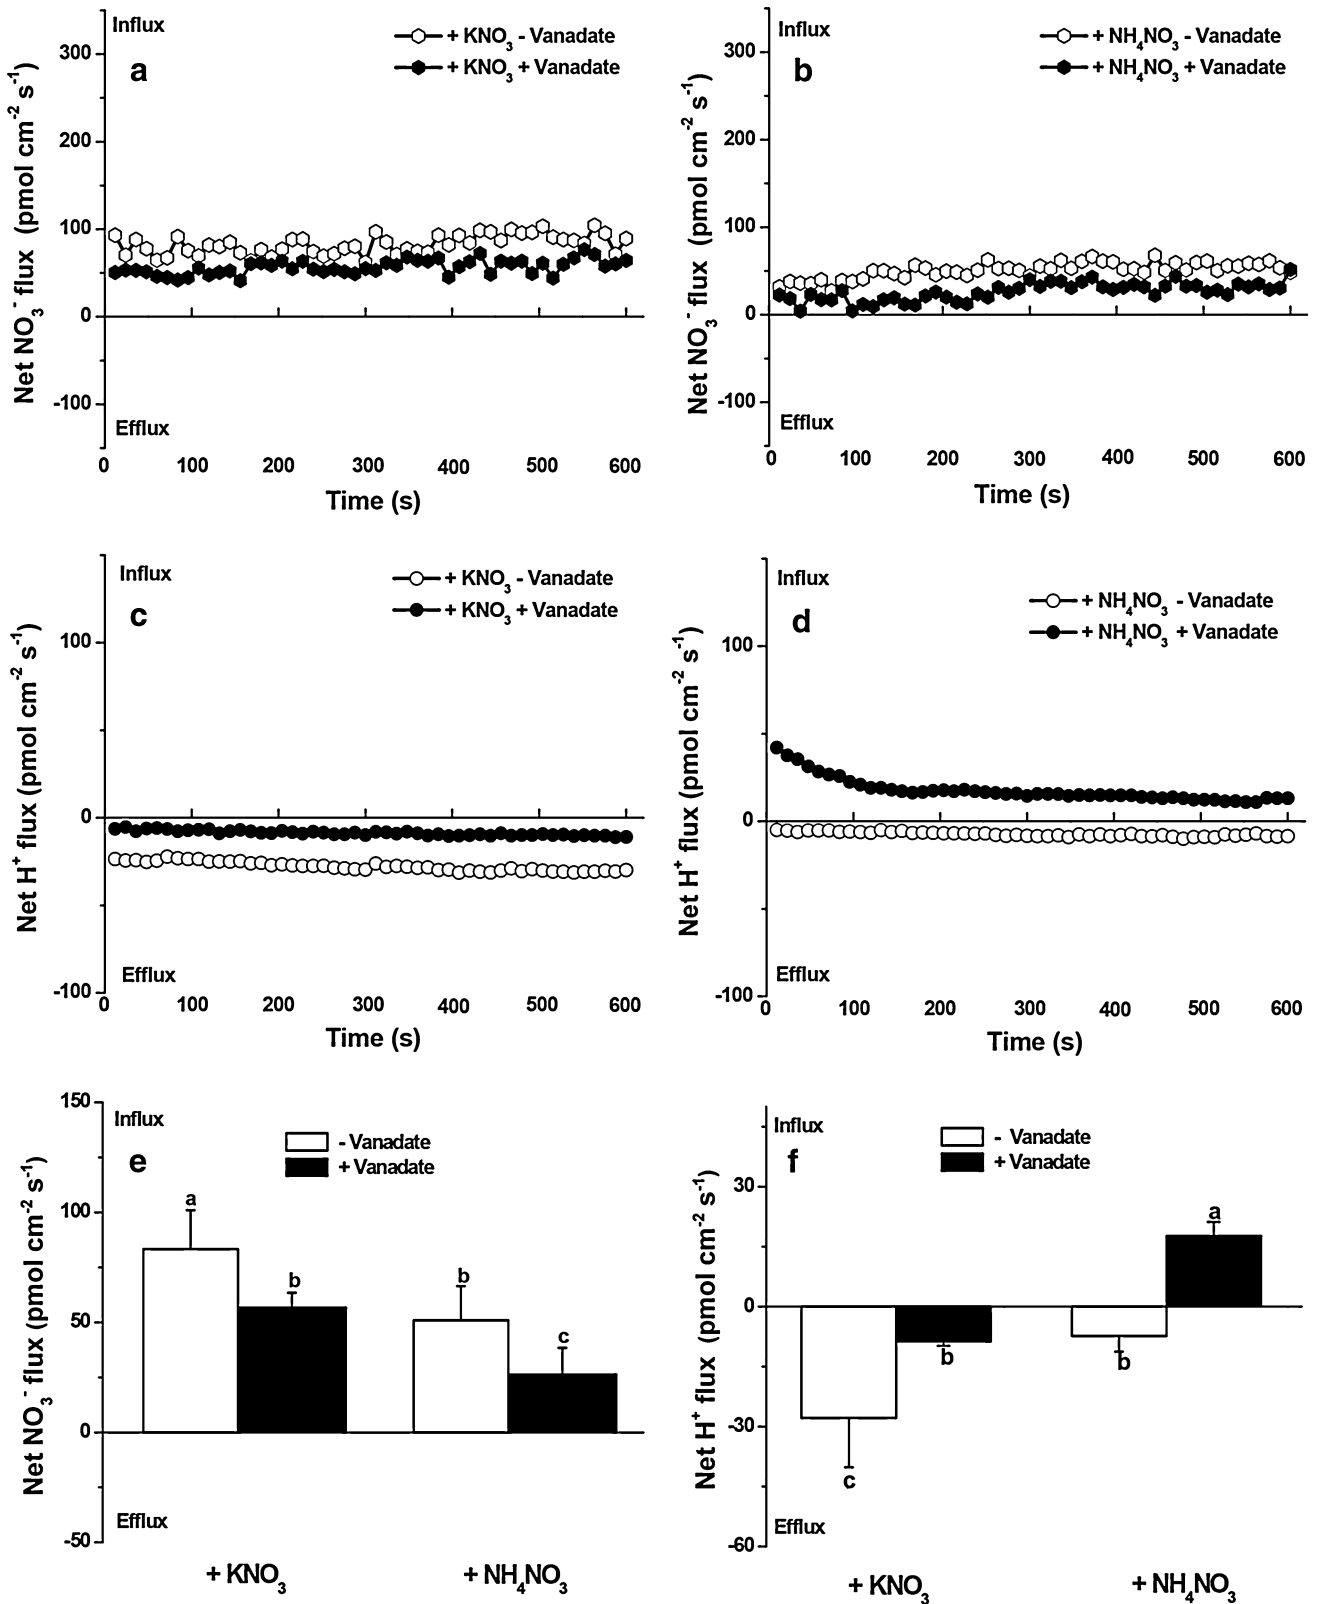 Influx
a
+ KNO₃ - Vanadate
+ KNO₃ + Vanadate
300
200
100
0
-100
Net NO₃⁻ flux (pmol cm⁻² s⁻¹)
Efflux
0 100 200 300 400 500 600
Time (s)
Influx
b
+ NH₄NO₃ - Vanadate
+ NH₄NO₃ + Vanadate
300
200
100
0
-100
Net NO₃⁻ flux (pmol cm⁻² s⁻¹)
Efflux
0 100 200 300 400 500 600
Time (s)
Influx
c
+ KNO₃ - Vanadate
+ KNO₃ + Vanadate
100
0
-100
Net H⁺ flux (pmol cm⁻² s⁻¹)
Efflux
0 100 200 300 400 500 600
Time (s)
Influx
d
+ NH₄NO₃ - Vanadate
+ NH₄NO₃ + Vanadate
100
0
-100
Net H⁺ flux (pmol cm⁻² s⁻¹)
Efflux
0 100 200 300 400 500 600
Time (s)
Influx
e
- Vanadate
+ Vanadate
150
100
50
0
-50
Net NO₃⁻ flux (pmol cm⁻² s⁻¹)
a
b
b
c
Efflux
+ KNO₃ + NH₄NO₃
Influx
f
- Vanadate
+ Vanadate
30
0
-30
-60
Net H⁺ flux (pmol cm⁻² s⁻¹)
a
b
b
c
Efflux
+ KNO₃ + NH₄NO₃